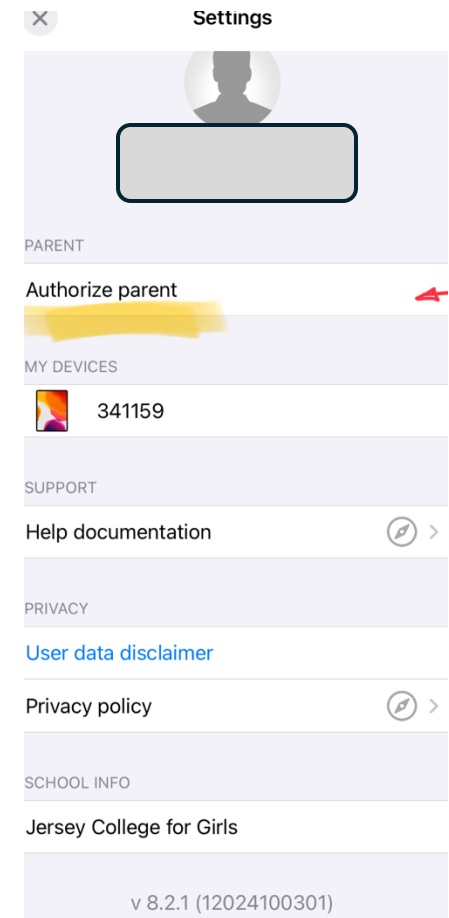 Settings
PARENT
Authorize parent
MY DEVICES
341159
SUPPORT
Help documentation
PRIVACY
User data disclaimer
Privacy policy
SCHOOL INFO
Jersey College for Girls
v 8.2.1 (12024100301)